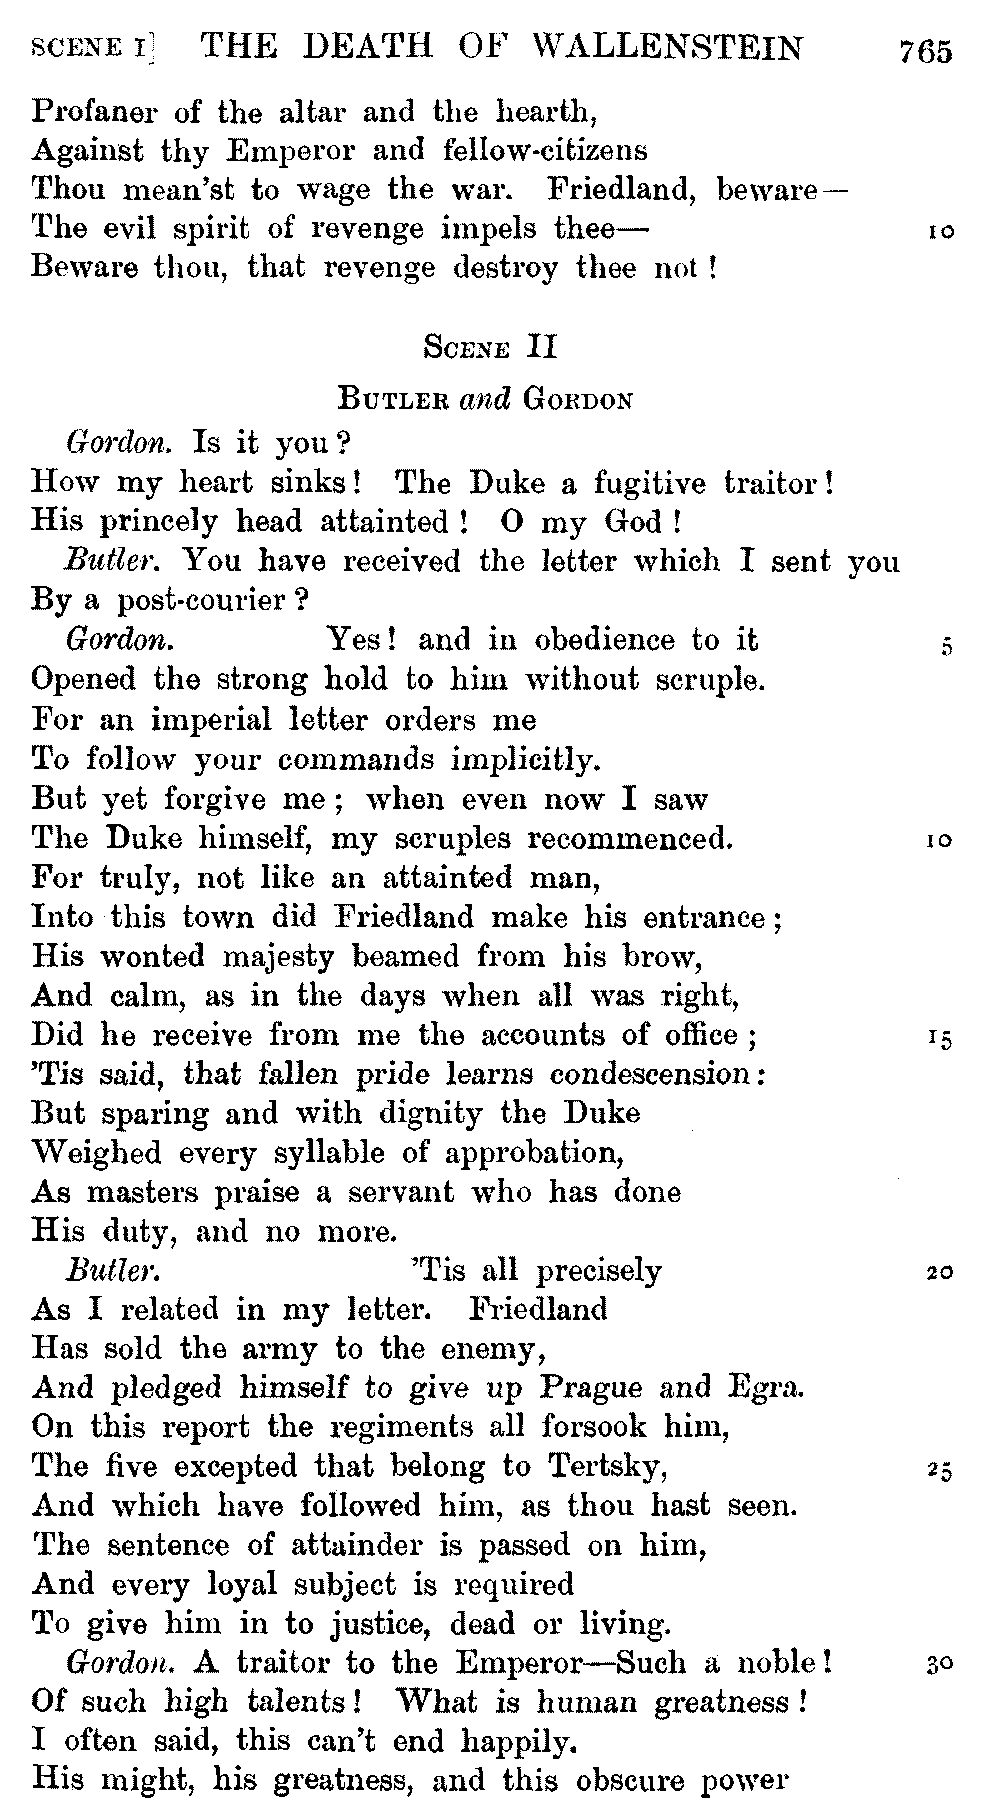 SCENE I] THE DEATH OF WALLENSTEIN 765
Profaner of the altar and the hearth,
Against thy Emperor and fellow-citizens
Thou mean'st to wage the war. Friedland, beware—
The evil spirit of revenge impels thee— 10
Beware thou, that revenge destroy thee not!
SCENE II
BUTLER and GORDON
Gordon. Is it you?
How my heart sinks! The Duke a fugitive traitor!
His princely head attainted! O my God!
Butler. You have received the letter which I sent you
By a post-courier?
Gordon. Yes! and in obedience to it 5
Opened the strong hold to him without scruple.
For an imperial letter orders me
To follow your commands implicitly.
But yet forgive me; when even now I saw
The Duke himself, my scruples recommenced. 10
For truly, not like an attainted man,
Into this town did Friedland make his entrance;
His wonted majesty beamed from his brow,
And calm, as in the days when all was right,
Did he receive from me the accounts of office; 15
'Tis said, that fallen pride learns condescension:
But sparing and with dignity the Duke
Weighed every syllable of approbation,
As masters praise a servant who has done
His duty, and no more.
Butler. 'Tis all precisely 20
As I related in my letter. Friedland
Has sold the army to the enemy,
And pledged himself to give up Prague and Egra.
On this report the regiments all forsook him,
The five excepted that belong to Tertsky, 25
And which have followed him, as thou hast seen.
The sentence of attainder is passed on him,
And every loyal subject is required
To give him in to justice, dead or living.
Gordon. A traitor to the Emperor—Such a noble! 30
Of such high talents! What is human greatness!
I often said, this can't end happily.
His might, his greatness, and this obscure power